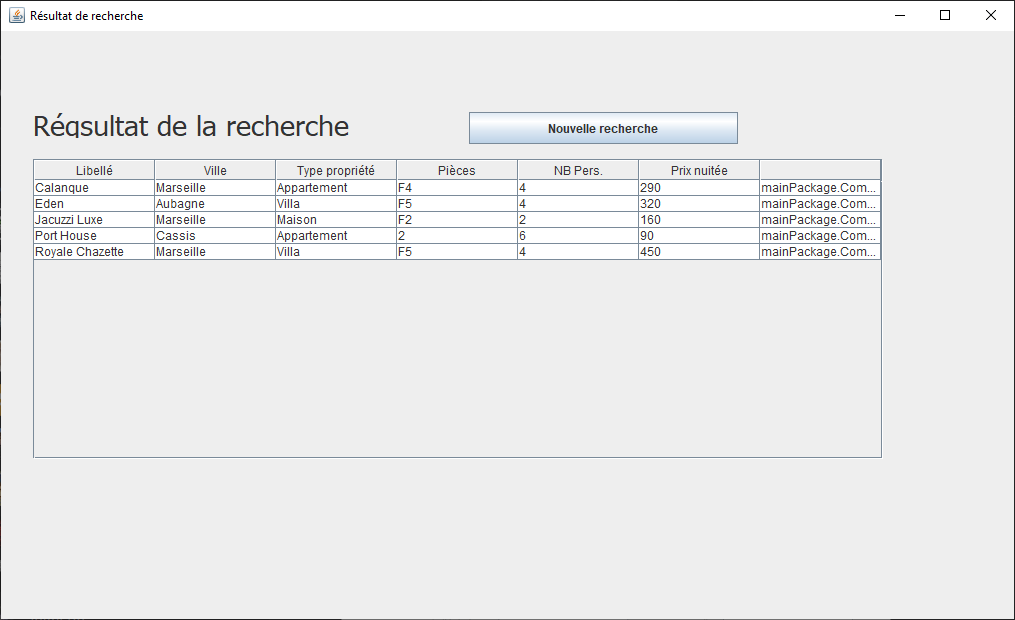 Résultat de recherche
Réqsultat de la recherche
Nouvelle recherche
Libellé Ville Type propriété Pièces NB Pers. Prix nuitée
Calanque Marseille Appartement F4 4 290 mainPackage.Com...
Eden Aubagne Villa F5 4 320 mainPackage.Com...
Jacuzzi Luxe Marseille Maison F2 2 160 mainPackage.Com...
Port House Cassis Appartement 2 6 90 mainPackage.Com...
Royale Chazette Marseille Villa F5 4 450 mainPackage.Com...